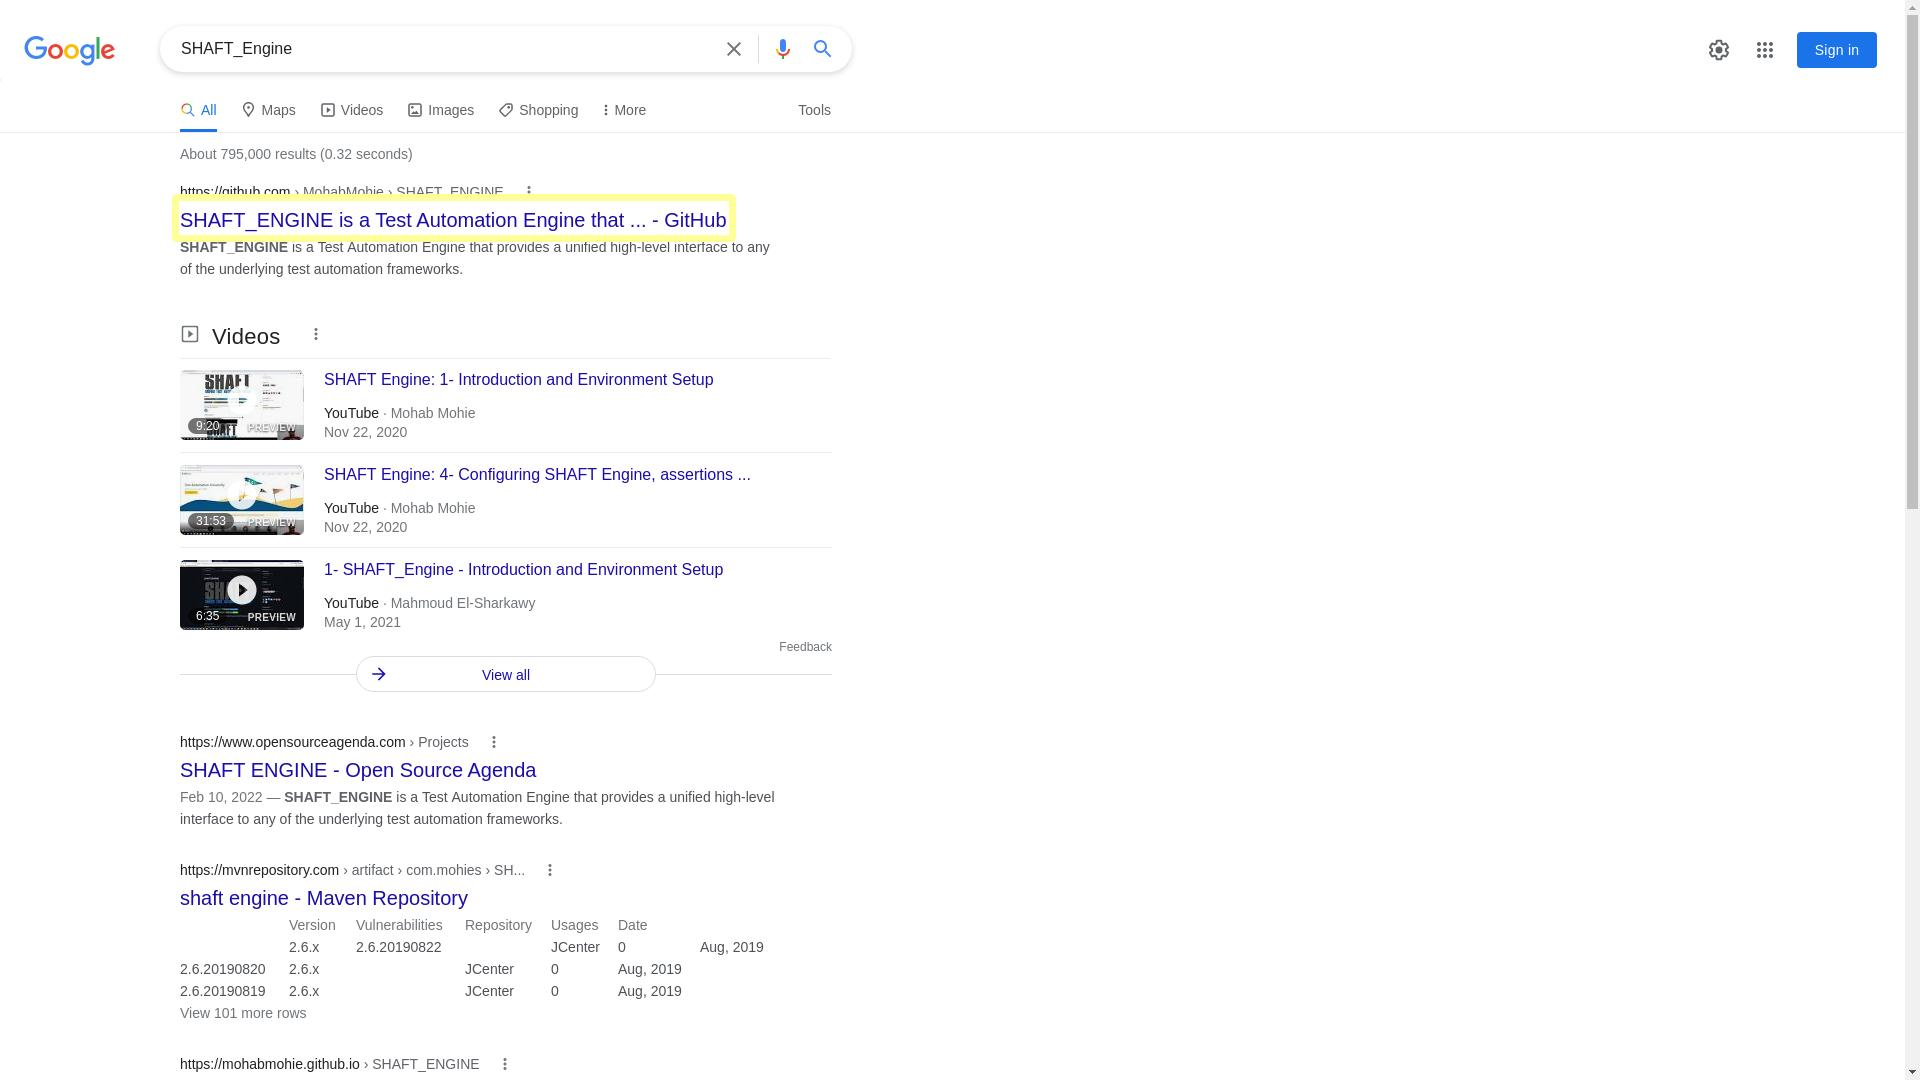 Google
SHAFT_Engine
Sign in
All
Maps
Videos
Images
Shopping
More
Tools
About 795,000 results (0.32 seconds)
https://github.com › MohabMohie › SHAFT_ENGINE
SHAFT_ENGINE is a Test Automation Engine that ... - GitHub
SHAFT_ENGINE is a Test Automation Engine that provides a unified high-level interface to any
of the underlying test automation frameworks.
Videos
SHAFT Engine: 1- Introduction and Environment Setup
YouTube · Mohab Mohie
Nov 22, 2020
9:20 PREVIEW
SHAFT Engine: 4- Configuring SHAFT Engine, assertions ...
YouTube · Mohab Mohie
Nov 22, 2020
31:53 PREVIEW
1- SHAFT_Engine - Introduction and Environment Setup
YouTube · Mahmoud El-Sharkawy
May 1, 2021
6:35 PREVIEW
Feedback
View all
https://www.opensourceagenda.com › Projects
SHAFT ENGINE - Open Source Agenda
Feb 10, 2022 — SHAFT_ENGINE is a Test Automation Engine that provides a unified high-level
interface to any of the underlying test automation frameworks.
https://mvnrepository.com › artifact › com.mohies › SH...
shaft engine - Maven Repository
Version Vulnerabilities Repository Usages Date
2.6.x 2.6.20190822 JCenter 0 Aug, 2019
2.6.20190820 2.6.x JCenter 0 Aug, 2019
2.6.20190819 2.6.x JCenter 0 Aug, 2019
View 101 more rows
https://mohabmohie.github.io › SHAFT_ENGINE